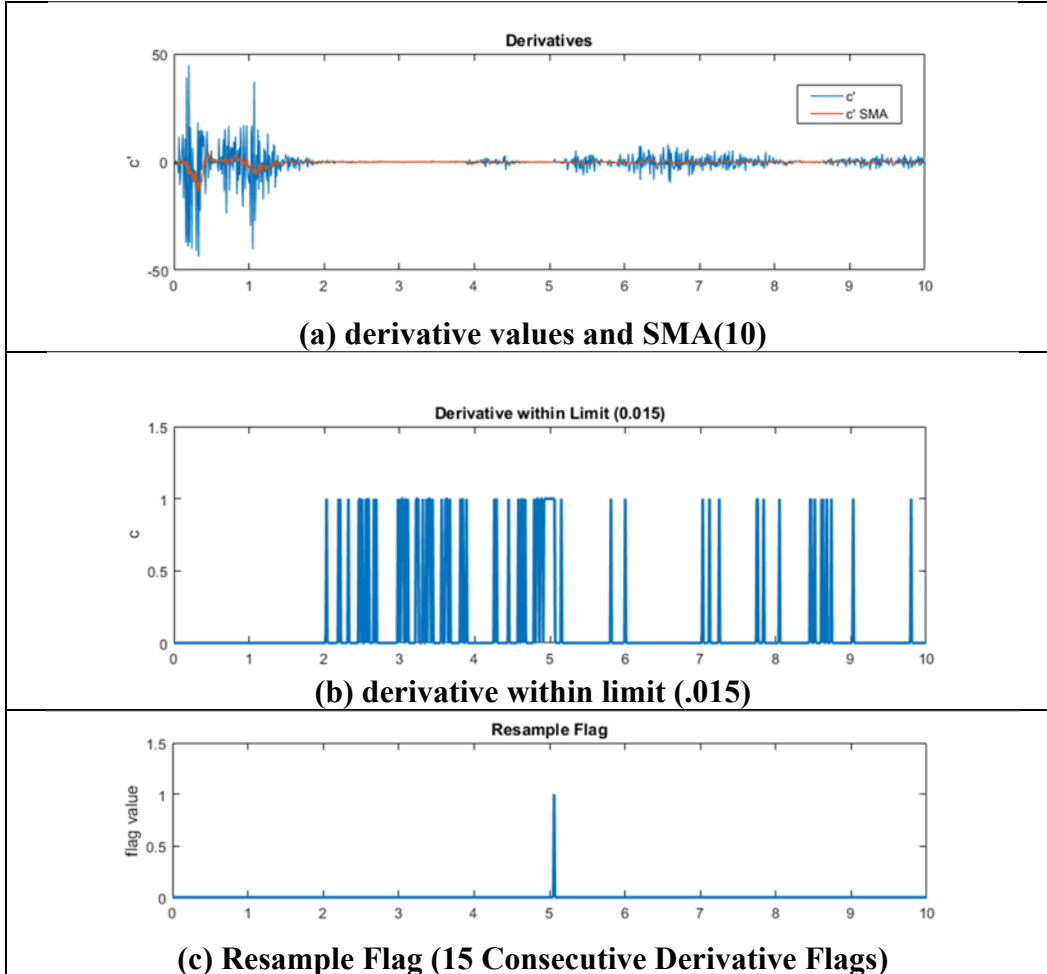 Derivatives
50
0
-50
c'
c'
c' SMA
0 1 2 3 4 5 6 7 8 9 10
(a) derivative values and SMA(10)
Derivative within Limit (0.015)
1.5
1
0.5
0
c
0 1 2 3 4 5 6 7 8 9 10
(b) derivative within limit (.015)
Resample Flag
1.5
1
0.5
0
flag value
0 1 2 3 4 5 6 7 8 9 10
(c) Resample Flag (15 Consecutive Derivative Flags)